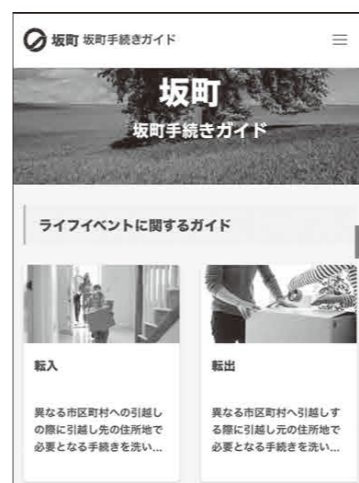 坂町 坂町手続きガイド
坂町
坂町手続きガイド
ライフイベントに関するガイド
転入
異なる市区町村への引越し
の際に引越し先の住所地で
必要となる手続きを洗い...
転出
異なる市区町村へ引越しす
る際に引越し元の住所地で
必要となる手続きを洗い...